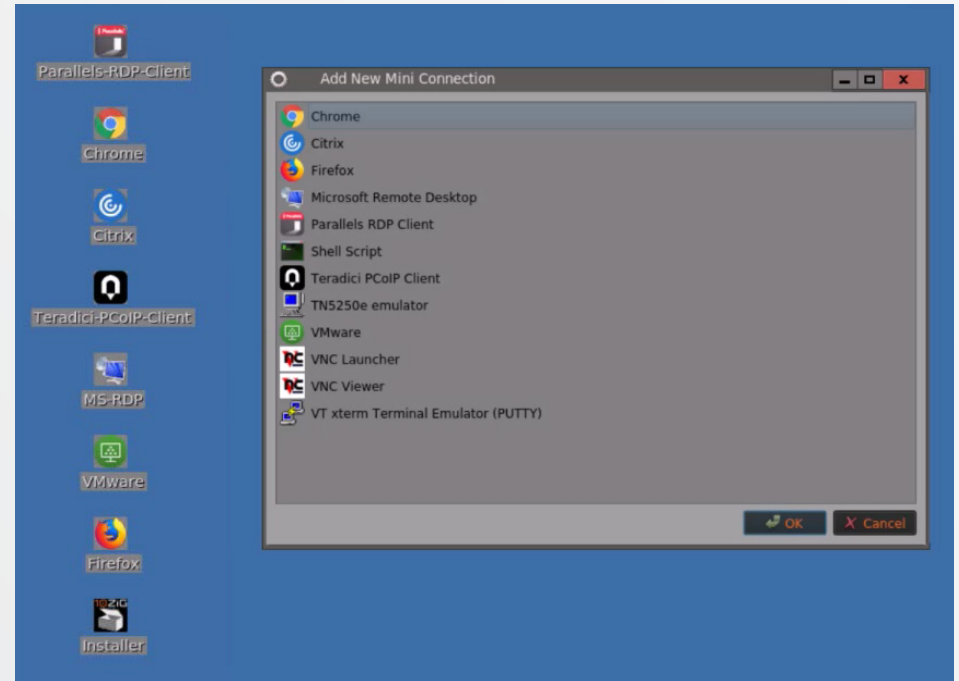 Parallels-RDP-Client
Chrome
Citrix
Teradici-PCoIP-Client
MS-RDP
VMware
Firefox
10ZiG
Installer
Add New Mini Connection
Chrome
Citrix
Firefox
Microsoft Remote Desktop
Parallels RDP Client
Shell Script
Teradici PCoIP Client
TN5250e emulator
VMware
VNC Launcher
VNC Viewer
VT xterm Terminal Emulator (PUTTY)
OK
X Cancel